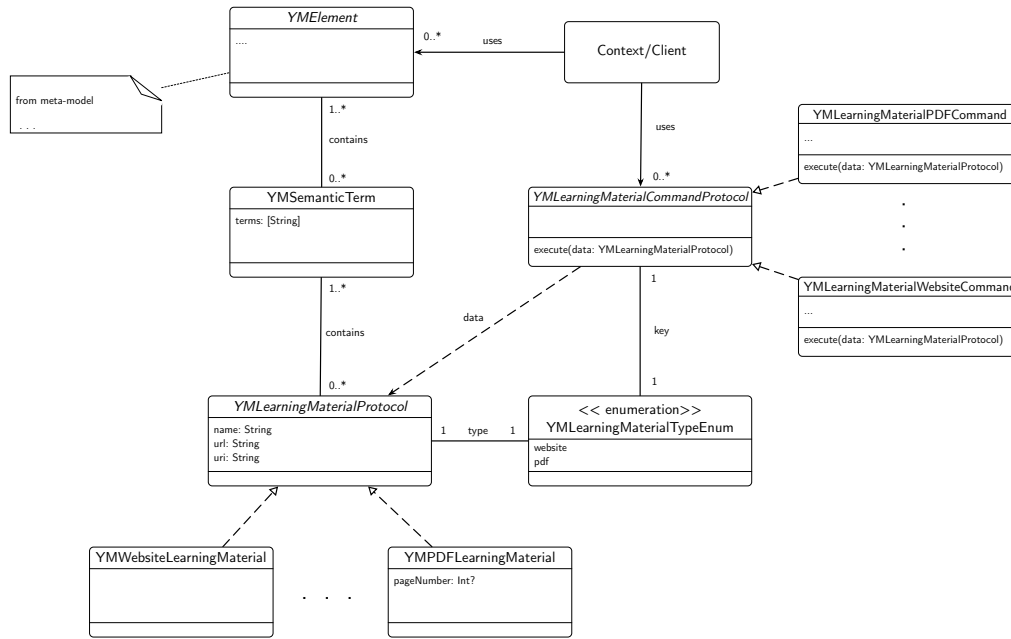 YMElement
....
0..*
uses
Context/Client
from meta-model
. . .
1..*
contains
0..*
uses
0..*
YMLearningMaterialPDFCommand
...
execute(data: YMLearningMaterialProtocol)
YMSemanticTerm
terms: [String]
YMLearningMaterialCommandProtocol
execute(data: YMLearningMaterialProtocol)
.
.
.
YMLearningMaterialWebsiteCommand
...
execute(data: YMLearningMaterialProtocol)
1..*
contains
0..*
data
1
key
1
YMLearningMaterialProtocol
name: String
url: String
uri: String
1
type
1
<< enumeration>>
YMLearningMaterialTypeEnum
website
pdf
YMWebsiteLearningMaterial
. . .
YMPDFLearningMaterial
pageNumber: Int?